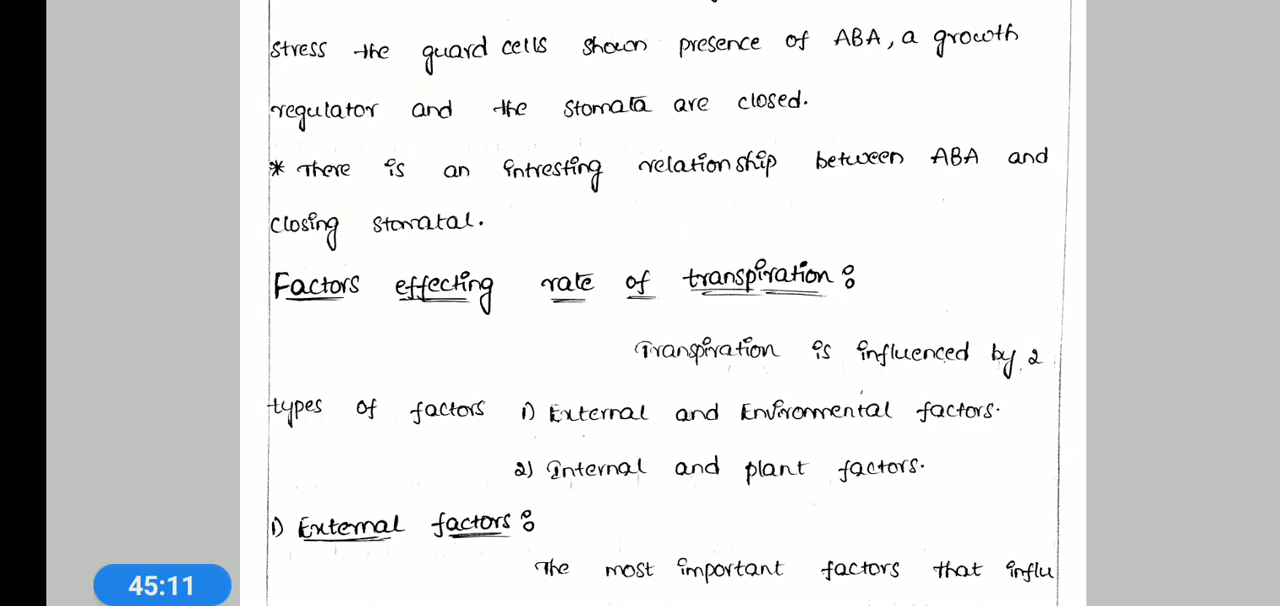 stress the guard cells shown presence of ABA, a growth
regulator and the stomata are closed.
* There is an intresting relationship between ABA and
closing stomatal.
Factors effecting rate of transpiration :
Transpiration is influenced by 2
types of factors 1) External and Environmental factors.
2) Internal and plant factors.
1) External factors :
The most important factors that influ
45:11